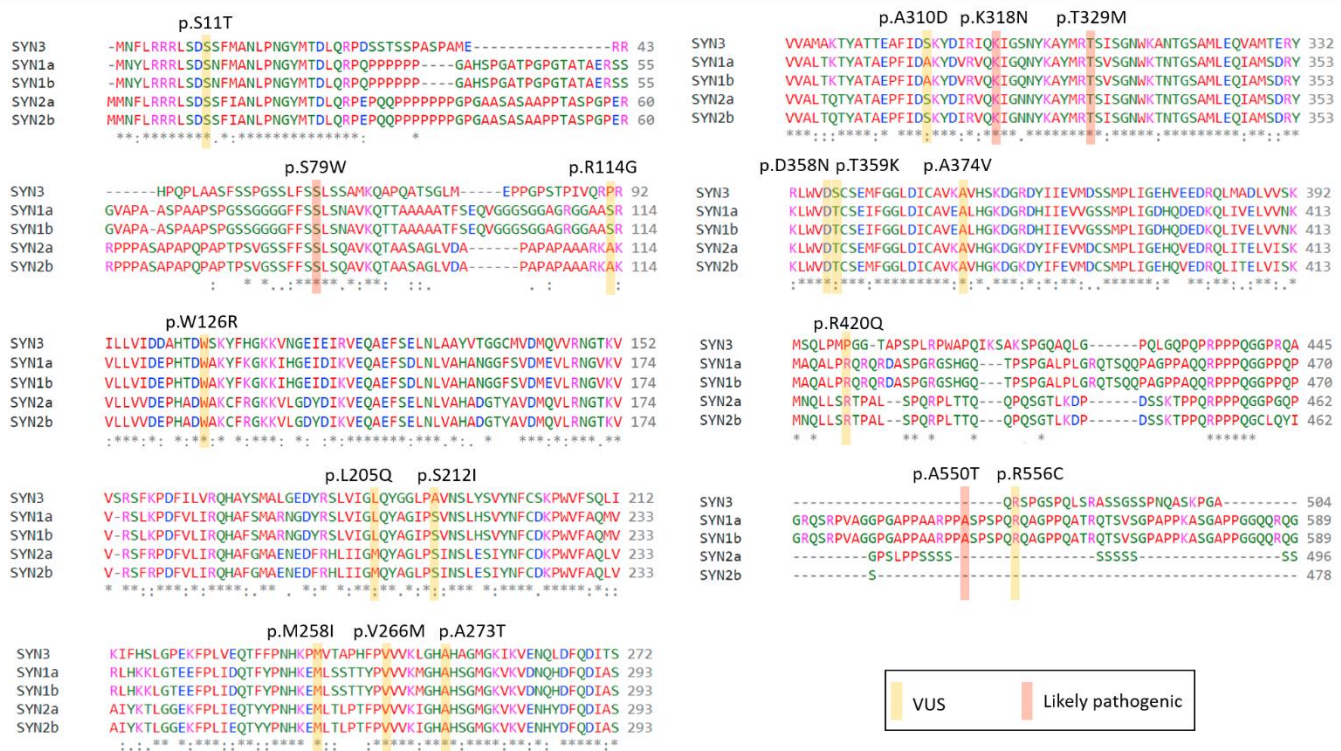 p.S11T
SYN3 -MNFLRRRLSDSSFMANLPNGYMTDLQRPDSSTSSPASPAME---------------RR 43
SYN1a -MNYLRRRLSDSNFMANLPNGYMTDLQRPQPPPPPP----GAHSPGATPGPGTATAERSS 55
SYN1b -MNYLRRRLSDSNFMANLPNGYMTDLQRPQPPPPPP----GAHSPGATPGPGTATAERSS 55
SYN2a MMNFLRRRLSDSSFIANLPNGYMTDLQRPEPQQPPPPPPPGPGAASASAAPPTASPGPER 60
SYN2b MMNFLRRRLSDSSFIANLPNGYMTDLQRPEPQQPPPPPPPGPGAASASAAPPTASPGPER 60
p.S79W p.R114G
SYN3 ------HPQPLAASFSSPGSSLFSSLSSAMKQAPQATSGLM---EPPGPSTPIVQRPR 92
SYN1a GVAPA-ASPAAPSPGSSGGGGFFSSLSNAVKQTTAAAAATFSEQVGGGSGGAGRGGAASR 114
SYN1b GVAPA-ASPAAPSPGSSGGGGFFSSLSNAVKQTTAAAAATFSEQVGGGSGGAGRGGAASR 114
SYN2a RPPPASAPAPQPAPTPSVGSSFFSSLSQAVKQTAASAGLVDA-----PAPAPAAARKAK 114
SYN2b RPPPASAPAPQPAPTPSVGSSFFSSLSQAVKQTAASAGLVDA-----PAPAPAAARKAK 114
p.W126R
SYN3 ILLVIDDAHTDWSKYFHGKKVNGEIEIRVEQAEFSELNLAAYVTGGCMVDMQVVRNGTKV 152
SYN1a VLLVIDEPHTDWAKYFKGKKIHGEIDIKVEQAEFSDLNLVAHANGGFSVDMEVLRNGVKV 174
SYN1b VLLVIDEPHTDWAKYFKGKKIHGEIDIKVEQAEFSDLNLVAHANGGFSVDMEVLRNGVKV 174
SYN2a VLLVVDEPHADWAKCFRGKKVLGDYDIKVEQAEFSELNLVAHADGTYAVDMQVLRNGTKV 174
SYN2b VLLVVDEPHADWAKCFRGKKVLGDYDIKVEQAEFSELNLVAHADGTYAVDMQVLRNGTKV 174
p.L205Q p.S212I
SYN3 VSRSFKPDFILVRQHAYSMALGEDYRSLVIGLQYGGLPAVNSLYSVYNFCSKPWVFSQLI 212
SYN1a V-RSLKPDFVLIRQHAFSMARNGDYRSLVIGLQYAGIPSVNSLHSVYNFCDKPWVFAQMV 233
SYN1b V-RSLKPDFVLIRQHAFSMARNGDYRSLVIGLQYAGIPSVNSLHSVYNFCDKPWVFAQMV 233
SYN2a V-RSFRPDFVLIRQHAFGMAENEDFRHLIIGMQYAGLPSINSLESIYNFCDKPWVFAQLV 233
SYN2b V-RSFRPDFVLIRQHAFGMAENEDFRHLIIGMQYAGLPSINSLESIYNFCDKPWVFAQLV 233
p.M258I p.V266M p.A273T
SYN3 KIFHSLGPEKFPLVEQTFFPNHKPMVTAPHFPVVVKLGHAHAGMGKIKVENQLDFQDITS 272
SYN1a RLHKKLGTEEFPLIDQTFYPNHKEMLSSTTYPVVVKMGHAHSGMGKVKVDNQHDFQDIAS 293
SYN1b RLHKKLGTEEFPLIDQTFYPNHKEMLSSTTYPVVVKMGHAHSGMGKVKVDNQHDFQDIAS 293
SYN2a AIYKTLGGEKFPLIEQTYYPNHKEMLTLPTFPVVVKIGHAHSGMGKVKVENHYDFQDIAS 293
SYN2b AIYKTLGGEKFPLIEQTYYPNHKEMLTLPTFPVVVKIGHAHSGMGKVKVENHYDFQDIAS 293
p.A310D p.K318N p.T329M
SYN3 VVAMAKTYATTEAFIDSKYDIRIQKIGSNYKAYMRTSISGNWKANTGSAMLEQVAMTERY 332
SYN1a VVALTKTYATAEPFIDAKYDVRVQKIGQNYKAYMRTSVSGNWKTNTGSAMLEQIAMSDRY 353
SYN1b VVALTKTYATAEPFIDAKYDVRVQKIGQNYKAYMRTSVSGNWKTNTGSAMLEQIAMSDRY 353
SYN2a VVALTQTYATAEPFIDSKYDIRVQKIGNNYKAYMRTSISGNWKTNTGSAMLEQIAMSDRY 353
SYN2b VVALTQTYATAEPFIDSKYDIRVQKIGNNYKAYMRTSISGNWKTNTGSAMLEQIAMSDRY 353
p.D358N p.T359K p.A374V
SYN3 RLWVDSCSEMFGGLDICAVKAVHSKDGRDYIIEVMDSSMPLIGEHVEEDRQLMADLVVSK 392
SYN1a KLWVDTCSEIFGGLDICAVEALHGKDGRDHIIEVVGSSMPLIGDHQDEDKQLIVELVVNK 413
SYN1b KLWVDTCSEIFGGLDICAVEALHGKDGRDHIIEVVGSSMPLIGDHQDEDKQLIVELVVNK 413
SYN2a KLWVDTCSEMFGGLDICAVKAVHGKDGKDYIFEVMDCSMPLIGEHQVEDRQLITELVISK 413
SYN2b KLWVDTCSEMFGGLDICAVKAVHGKDGKDYIFEVMDCSMPLIGEHQVEDRQLITELVISK 413
p.R420Q
SYN3 MSQLPMPGG-TAPSPLRPWAPQIKSAKSPGQAQLG-----PQLGQPQPRPPPQGGPRQA 445
SYN1a MAQALPRQRQRDASPGRGSHGQ---TPSPGALPLGRQTSQQPAGPPAQQRPPPQGGPPQP 470
SYN1b MAQALPRQRQRDASPGRGSHGQ---TPSPGALPLGRQTSQQPAGPPAQQRPPPQGGPPQP 470
SYN2a MNQLLSRTPAL--SPQRPLTTQ---QPQSGTLKDP------DSSKTPPQRPPPQGGPGQP 462
SYN2b MNQLLSRTPAL--SPQRPLTTQ---QPQSGTLKDP------DSSKTPPQRPPPQGCLQYI 462
p.A550T p.R556C
SYN3 --------------------------QRSPGSPQLSRASSGSSPNQASKPGA-------- 504
SYN1a GRQSRPVAGGPGAPPAARPPASPSPQRQAGPPQATRQTSVSGPAPPKASGAPPGGQQRQG 589
SYN1b GRQSRPVAGGPGAPPAARPPASPSPQRQAGPPQATRQTSVSGPAPPKASGAPPGGQQRQG 589
SYN2a ----------GPSLPPSSSSS-----------------SSSSS---------------SS 496
SYN2b ----------S------------------------------------------------- 478
VUS
Likely pathogenic